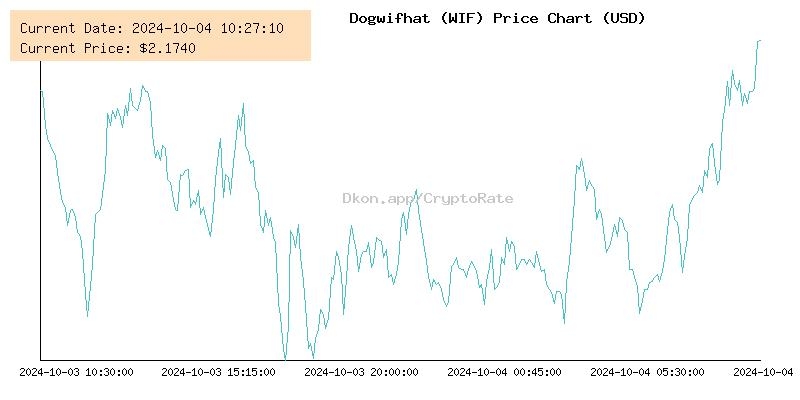 Dogwifhat (WIF) Price Chart (USD)
Current Date: 2024-10-04 10:27:10
Current Price: $2.1740
Dkon.app/CryptoRate
2024-10-03 10:30:00 2024-10-03 15:15:00 2024-10-03 20:00:00 2024-10-04 00:45:00 2024-10-04 05:30:00 2024-10-04